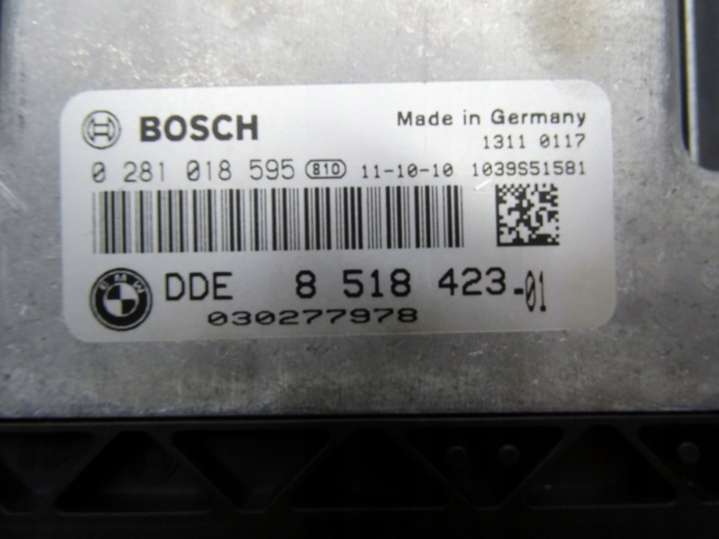 BOSCH Made in Germany
1311 0117
0 281 018 595 810 11-10-10 1039S51581
BMW DDE 8 518 423-01
030277978